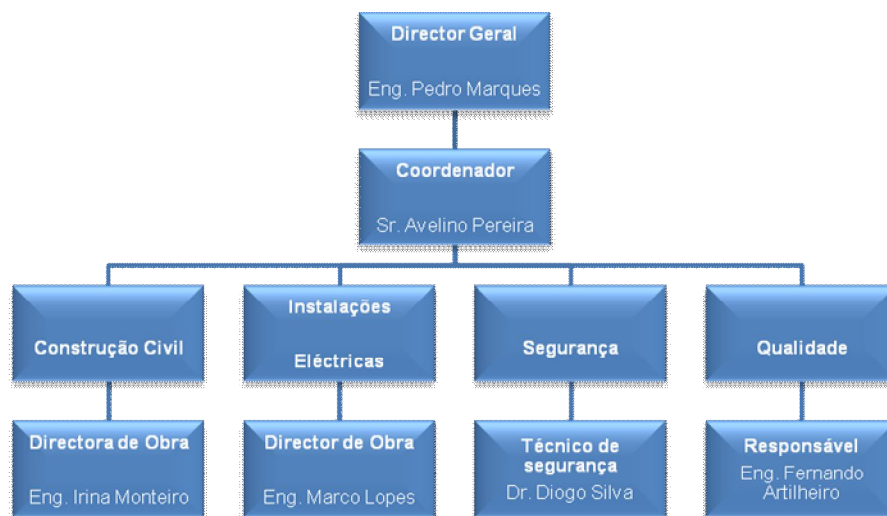 Director Geral
Eng. Pedro Marques
Coordenador
Sr. Avelino Pereira
Construção Civil
Instalações
Eléctricas
Segurança
Qualidade
Directora de Obra
Eng. Irina Monteiro
Director de Obra
Eng. Marco Lopes
Técnico de
segurança
Dr. Diogo Silva
Responsável
Eng. Fernando
Artilheiro